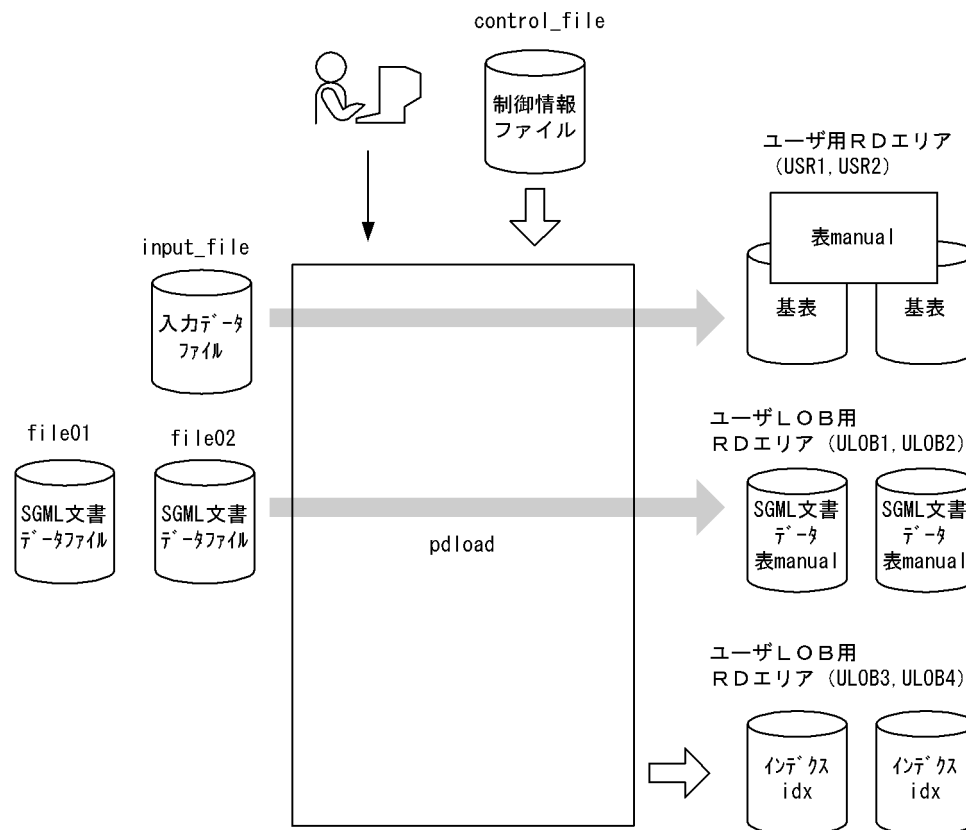 control_file
制御情報
ファイル
ユーザ用ＲＤエリア
(USR1, USR2)
表manual
基表
基表
input_file
入力ﾃﾞｰﾀ
ﾌｧｲﾙ
file01
file02
SGML文書
ﾃﾞｰﾀﾌｧｲﾙ
SGML文書
ﾃﾞｰﾀﾌｧｲﾙ
pdload
ユーザＬＯＢ用
ＲＤエリア (ULOB1, ULOB2)
SGML文書
ﾃﾞｰﾀ
表manual
SGML文書
ﾃﾞｰﾀ
表manual
ユーザＬＯＢ用
ＲＤエリア (ULOB3, ULOB4)
ｲﾝﾃﾞｸｽ
idx
ｲﾝﾃﾞｸｽ
idx